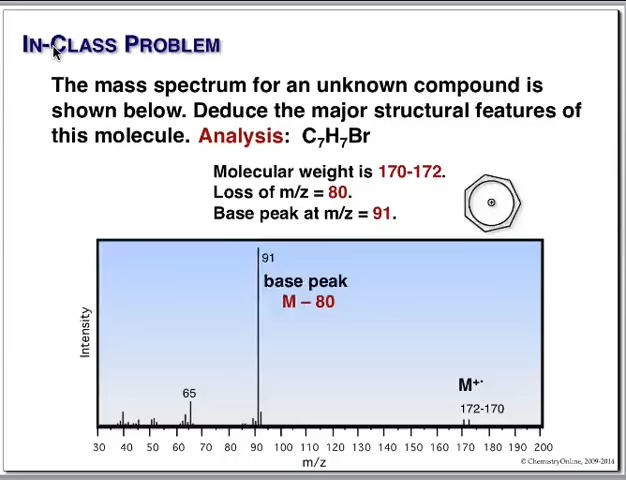 IN-CLASS PROBLEM
The mass spectrum for an unknown compound is
shown below. Deduce the major structural features of
this molecule. Analysis: C₇H₇Br
Molecular weight is 170-172.
Loss of m/z = 80.
Base peak at m/z = 91.
91
base peak
M – 80
65
M⁺·
172-170
Intensity
30 40 50 60 70 80 90 100 110 120 130 140 150 160 170 180 190 200
m/z
© ChemistryOnline, 2009-2014